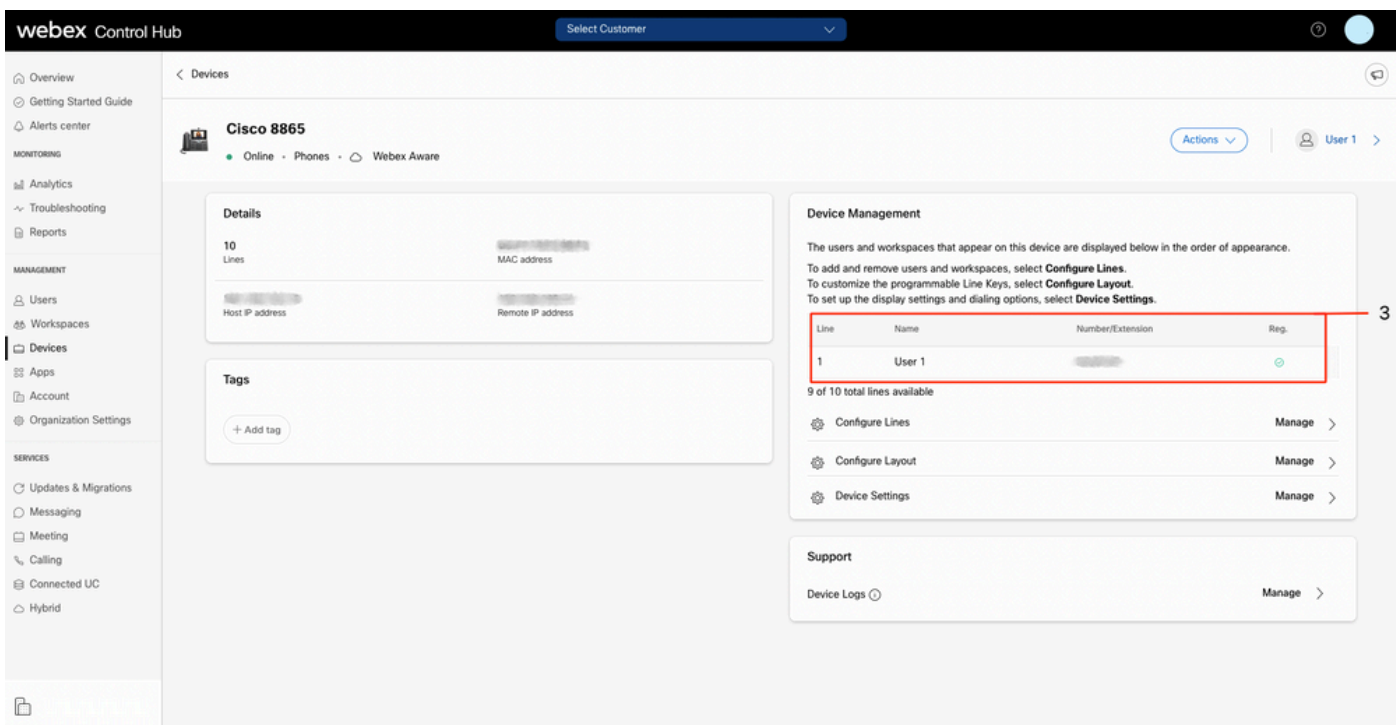 webex Control Hub
Select Customer
Overview
Getting Started Guide
Alerts center
MONITORING
Analytics
Troubleshooting
Reports
MANAGEMENT
Users
Workspaces
Devices
Apps
Account
Organization Settings
SERVICES
Updates & Migrations
Messaging
Meeting
Calling
Connected UC
Hybrid
Devices
Cisco 8865
Online · Phones · Webex Aware
Actions
User 1
Details
10
Lines
MAC address
Host IP address
Remote IP address
Tags
+ Add tag
Device Management
The users and workspaces that appear on this device are displayed below in the order of appearance.
To add and remove users and workspaces, select Configure Lines.
To customize the programmable Line Keys, select Configure Layout.
To set up the display settings and dialing options, select Device Settings.
3
Line Name Number/Extension Reg.
1 User 1
9 of 10 total lines available
Configure Lines Manage
Configure Layout Manage
Device Settings Manage
Support
Device Logs Manage